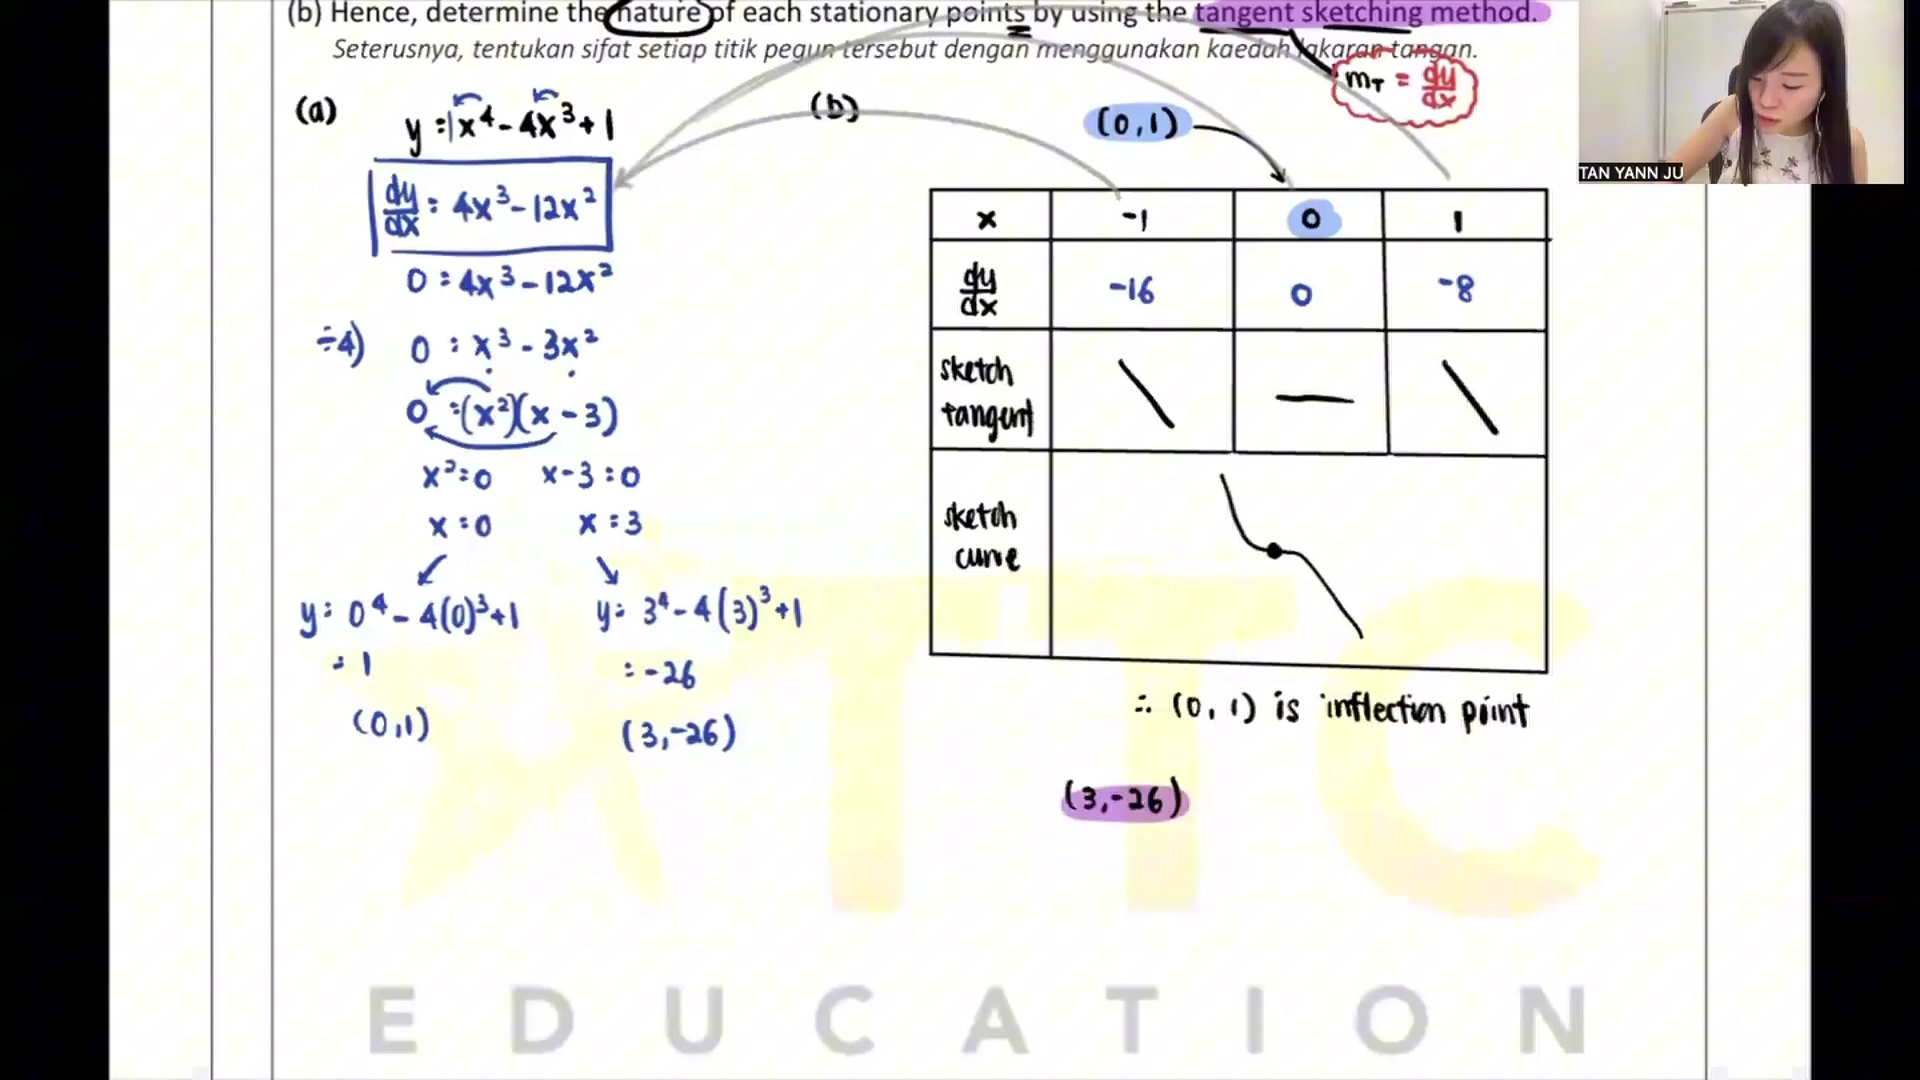 (b) Hence, determine the nature of each stationary points by using the tangent sketching method.
Seterusnya, tentukan sifat setiap titik pegun tersebut dengan menggunakan kaedah lakaran tangan.
m_T = dy/dx
TAN YANN JU
(a)
y = 1x⁴ - 4x³ + 1
dy/dx = 4x³ - 12x²
0 = 4x³ - 12x²
÷4) 0 = x³ - 3x²
0 = (x²)(x - 3)
x² = 0 x - 3 = 0
x = 0 x = 3
y = 0⁴ - 4(0)³ + 1 y = 3⁴ - 4(3)³ + 1
= 1 = -26
(0,1) (3,-26)
(b)
(0,1)
x -1 0 1
dy/dx -16 0 -8
sketch
tangent
sketch
curve
∴ (0,1) is inflection point
(3,-26)
TTC
EDUCATION